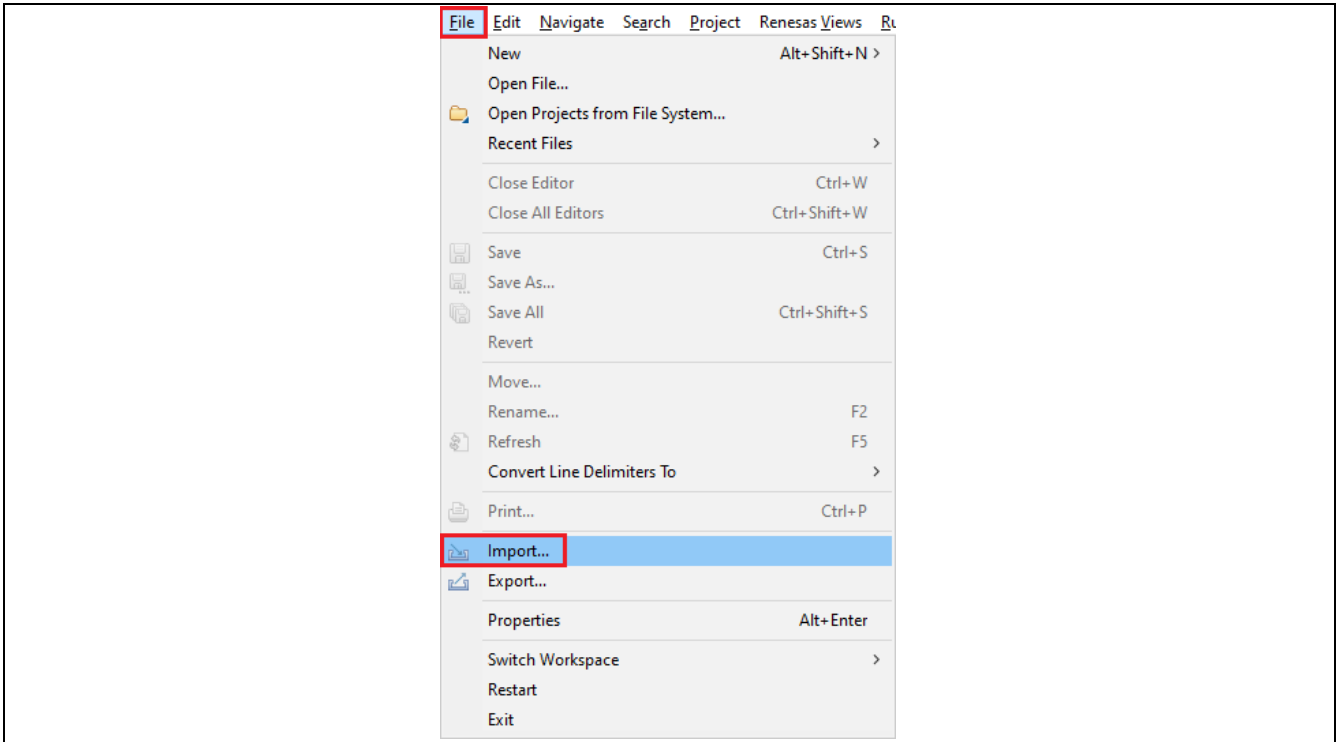 File Edit Navigate Search Project Renesas Views Ru
New Alt+Shift+N >
Open File...
Open Projects from File System...
Recent Files >
Close Editor Ctrl+W
Close All Editors Ctrl+Shift+W
Save Ctrl+S
Save As...
Save All Ctrl+Shift+S
Revert
Move...
Rename... F2
Refresh F5
Convert Line Delimiters To >
Print... Ctrl+P
Import...
Export...
Properties Alt+Enter
Switch Workspace >
Restart
Exit